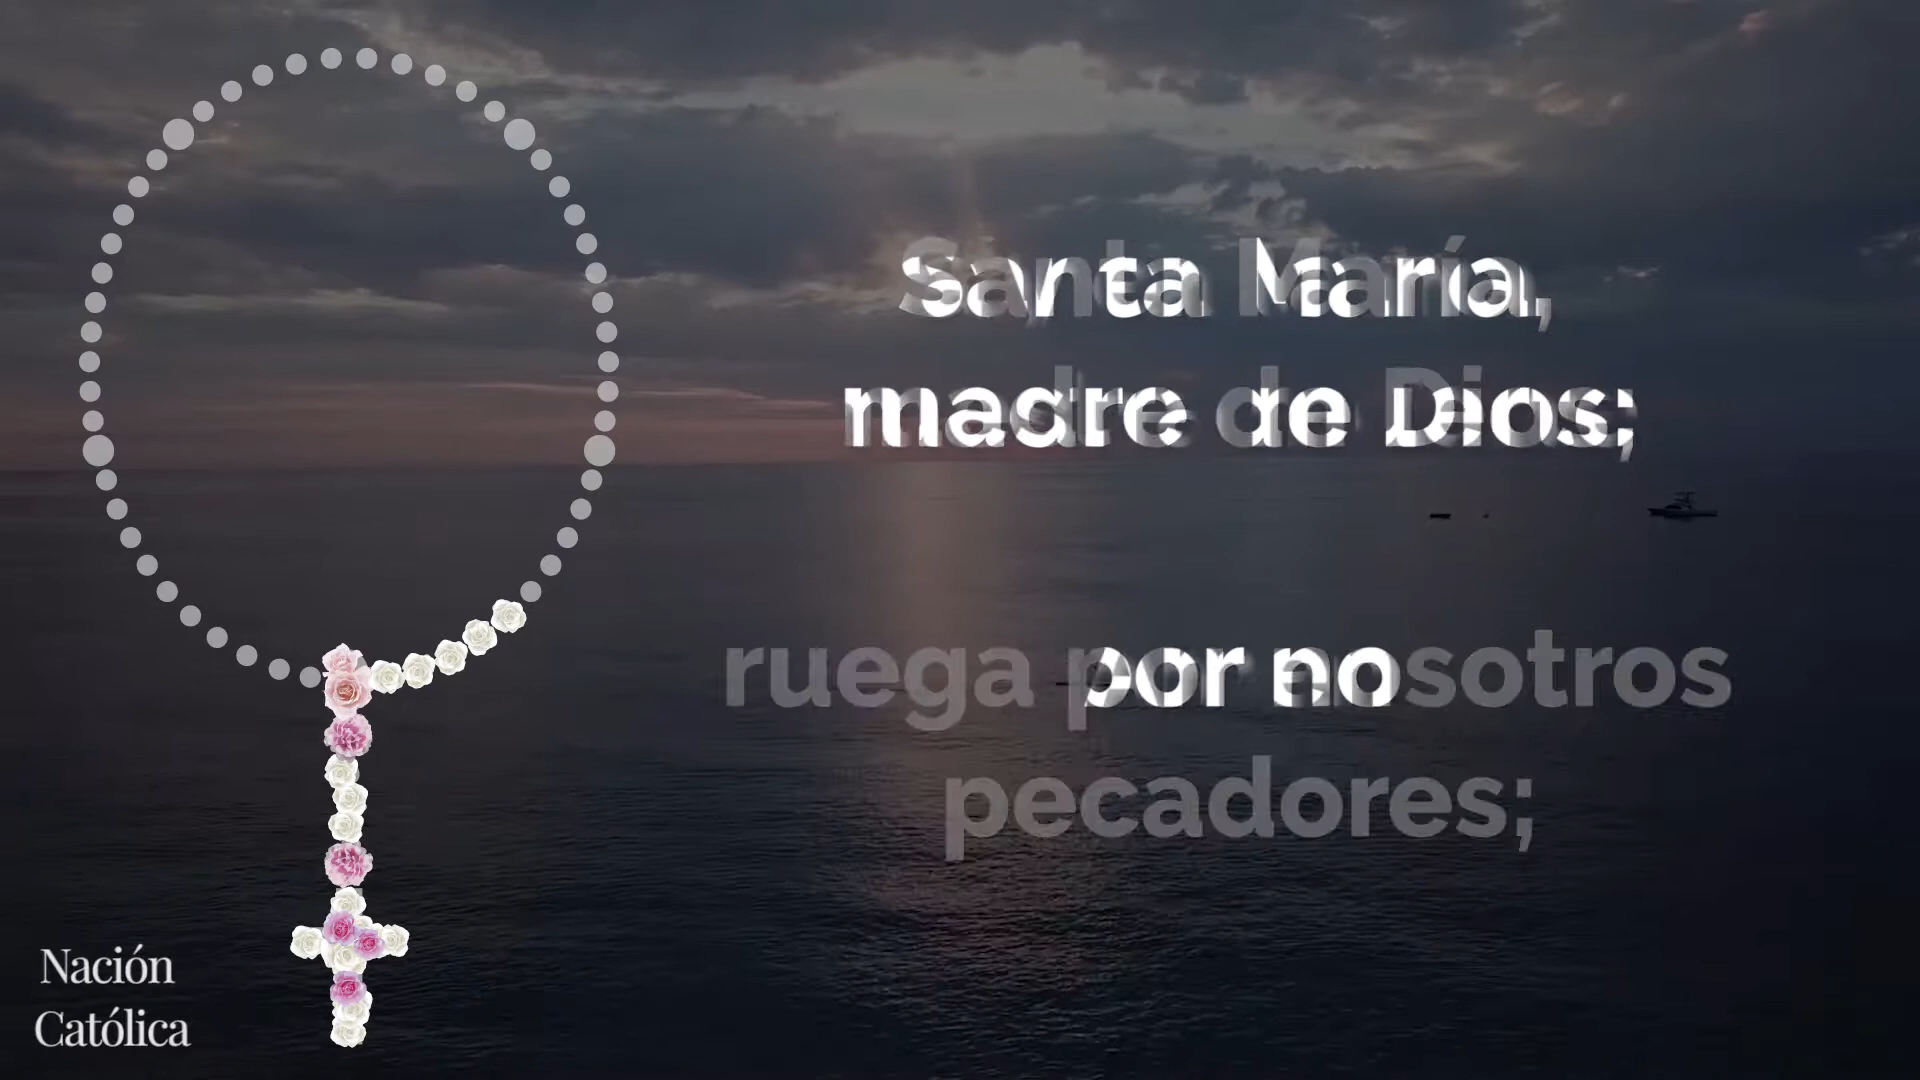 Santa María,
madre de Dios;
ruega por nosotros
pecadores;
Nación
Católica